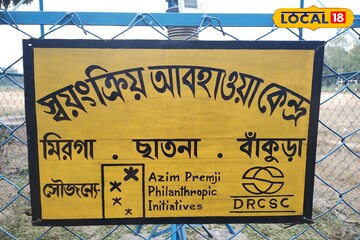 LOCAL 18
স্বয়ংক্রিয় আবহাওয়া কেন্দ্র
মিরগা . ছাতনা . বাঁকুড়া
সৌজন্যে-
Azim Premji
Philanthropic
Initiatives
DRCSC